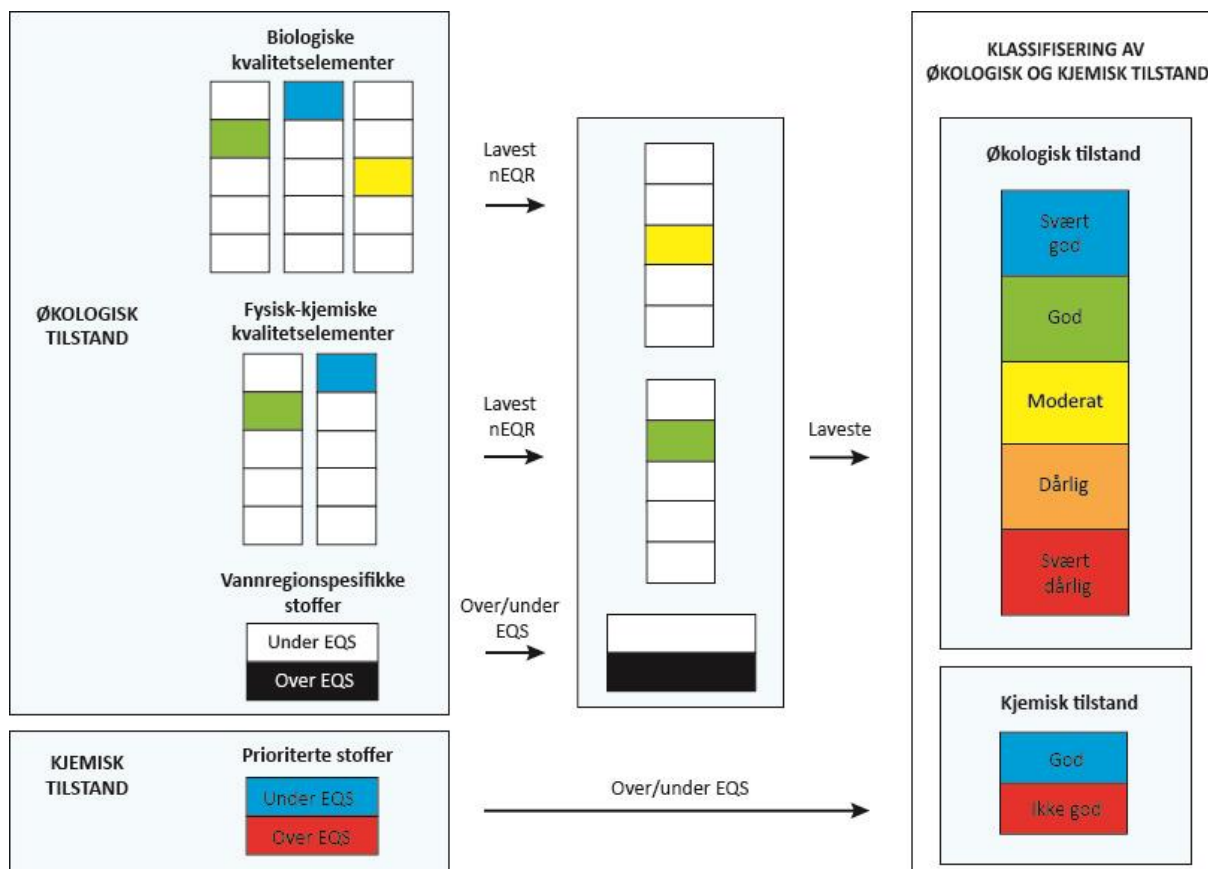 Biologiske
kvalitetselementer
ØKOLOGISK
TILSTAND
Fysisk-kjemiske
kvalitetselementer
Vannregionspesifikke
stoffer
Under EQS
Over EQS
Lavest
nEQR
Lavest
nEQR
Over/under
EQS
Laveste
KLASSIFISERING AV
ØKOLOGISK OG KJEMISK TILSTAND
Økologisk tilstand
Svært
god
God
Moderat
Dårlig
Svært
dårlig
KJEMISK
TILSTAND
Prioriterte stoffer
Under EQS
Over EQS
Over/under EQS
Kjemisk tilstand
God
Ikke god